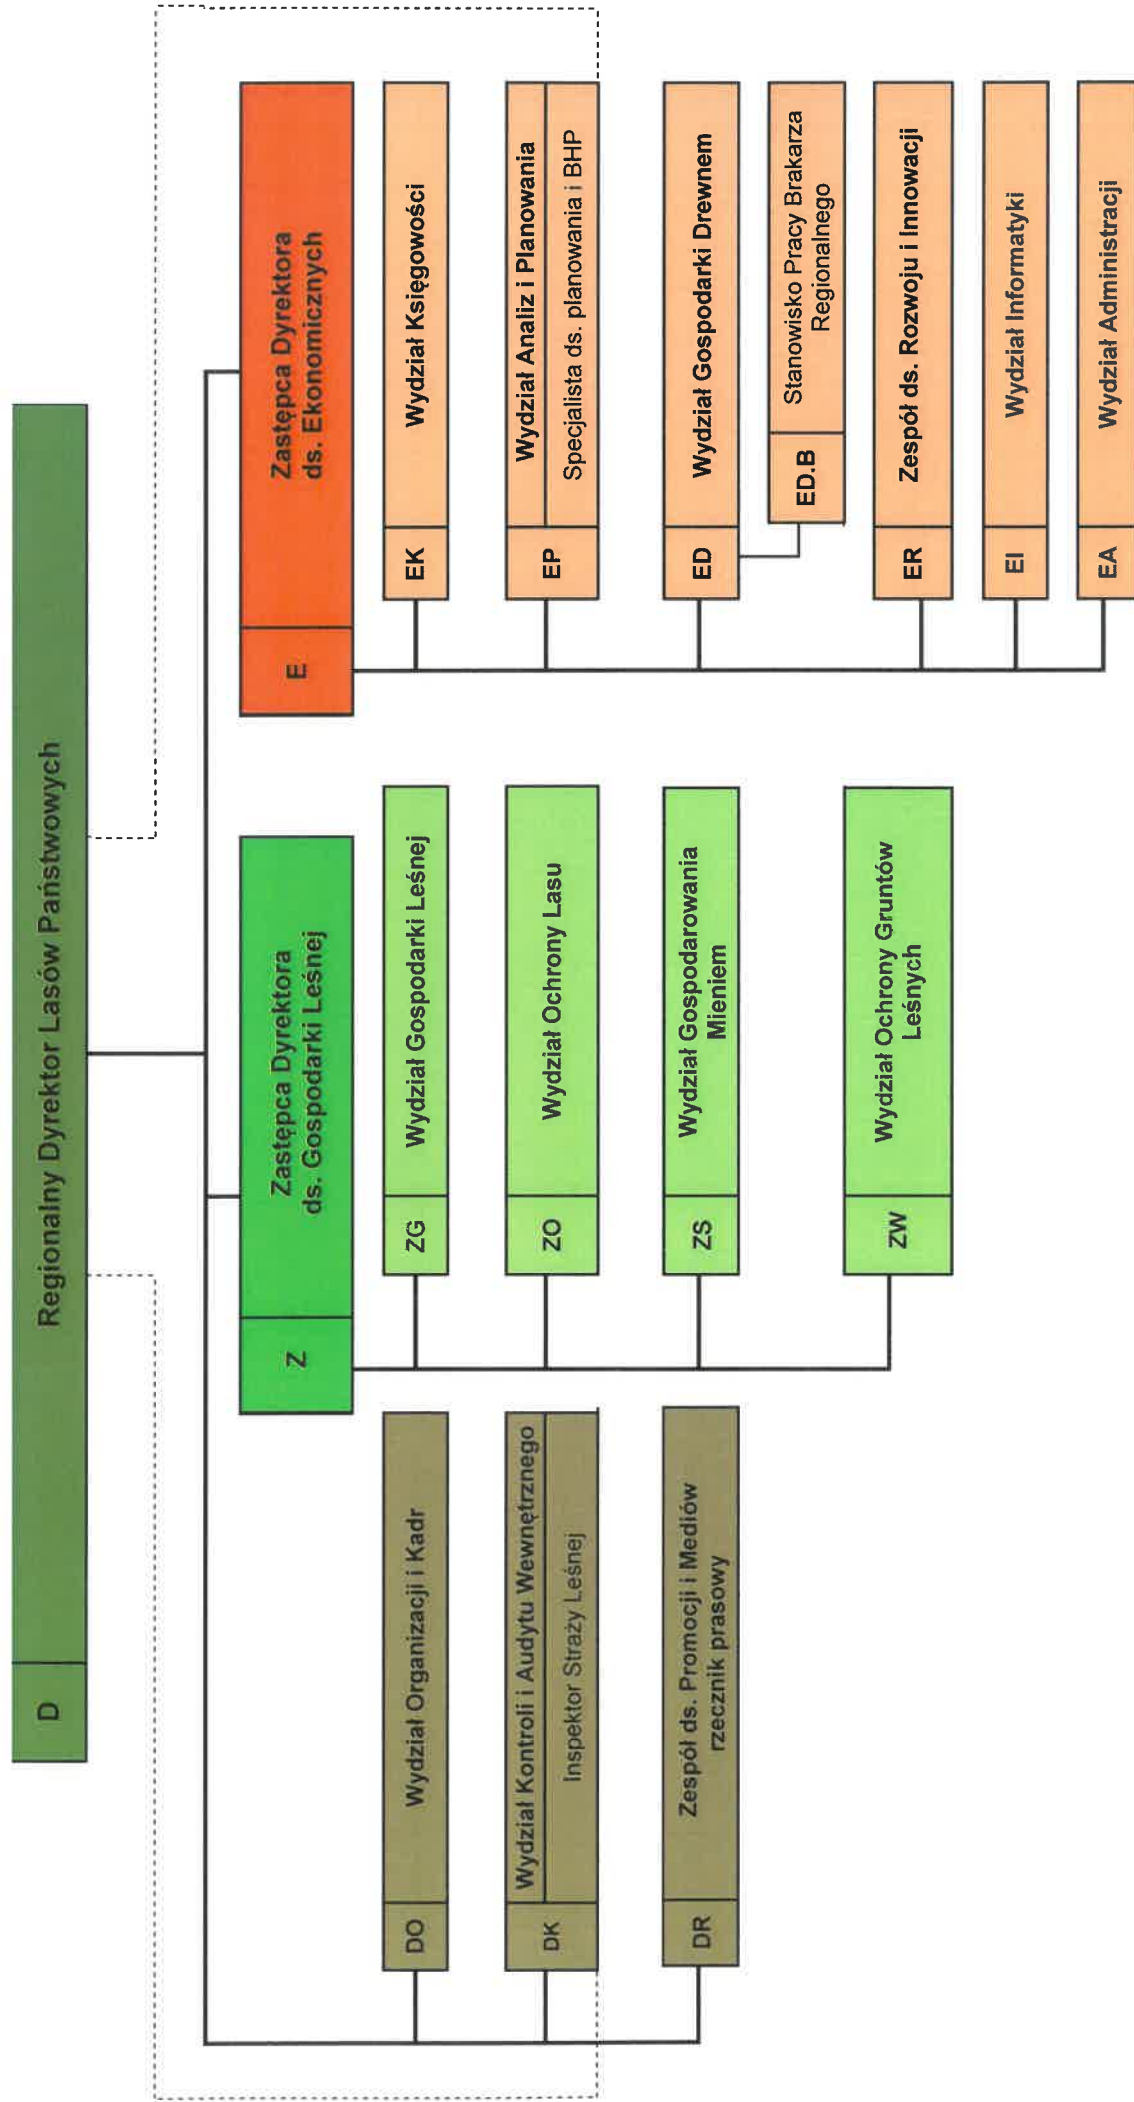 D
Regionalny Dyrektor Lasów Państwowych
Z
Zastępca Dyrektora
ds. Gospodarki Leśnej
E
Zastępca Dyrektora
ds. Ekonomicznych
DO
Wydział Organizacji i Kadr
DK
Wydział Kontroli i Audytu Wewnętrznego
Inspektor Straży Leśnej
DR
Zespół ds. Promocji i Mediów
rzecznik prasowy
ZG
Wydział Gospodarki Leśnej
ZO
Wydział Ochrony Lasu
ZS
Wydział Gospodarowania
Mieniem
ZW
Wydział Ochrony Gruntów
Leśnych
EK
Wydział Księgowości
EP
Wydział Analiz i Planowania
Specjalista ds. planowania i BHP
ED
Wydział Gospodarki Drewnem
ED.B
Stanowisko Pracy Brakarza
Regionalnego
ER
Zespół ds. Rozwoju i Innowacji
EI
Wydział Informatyki
EA
Wydział Administracji